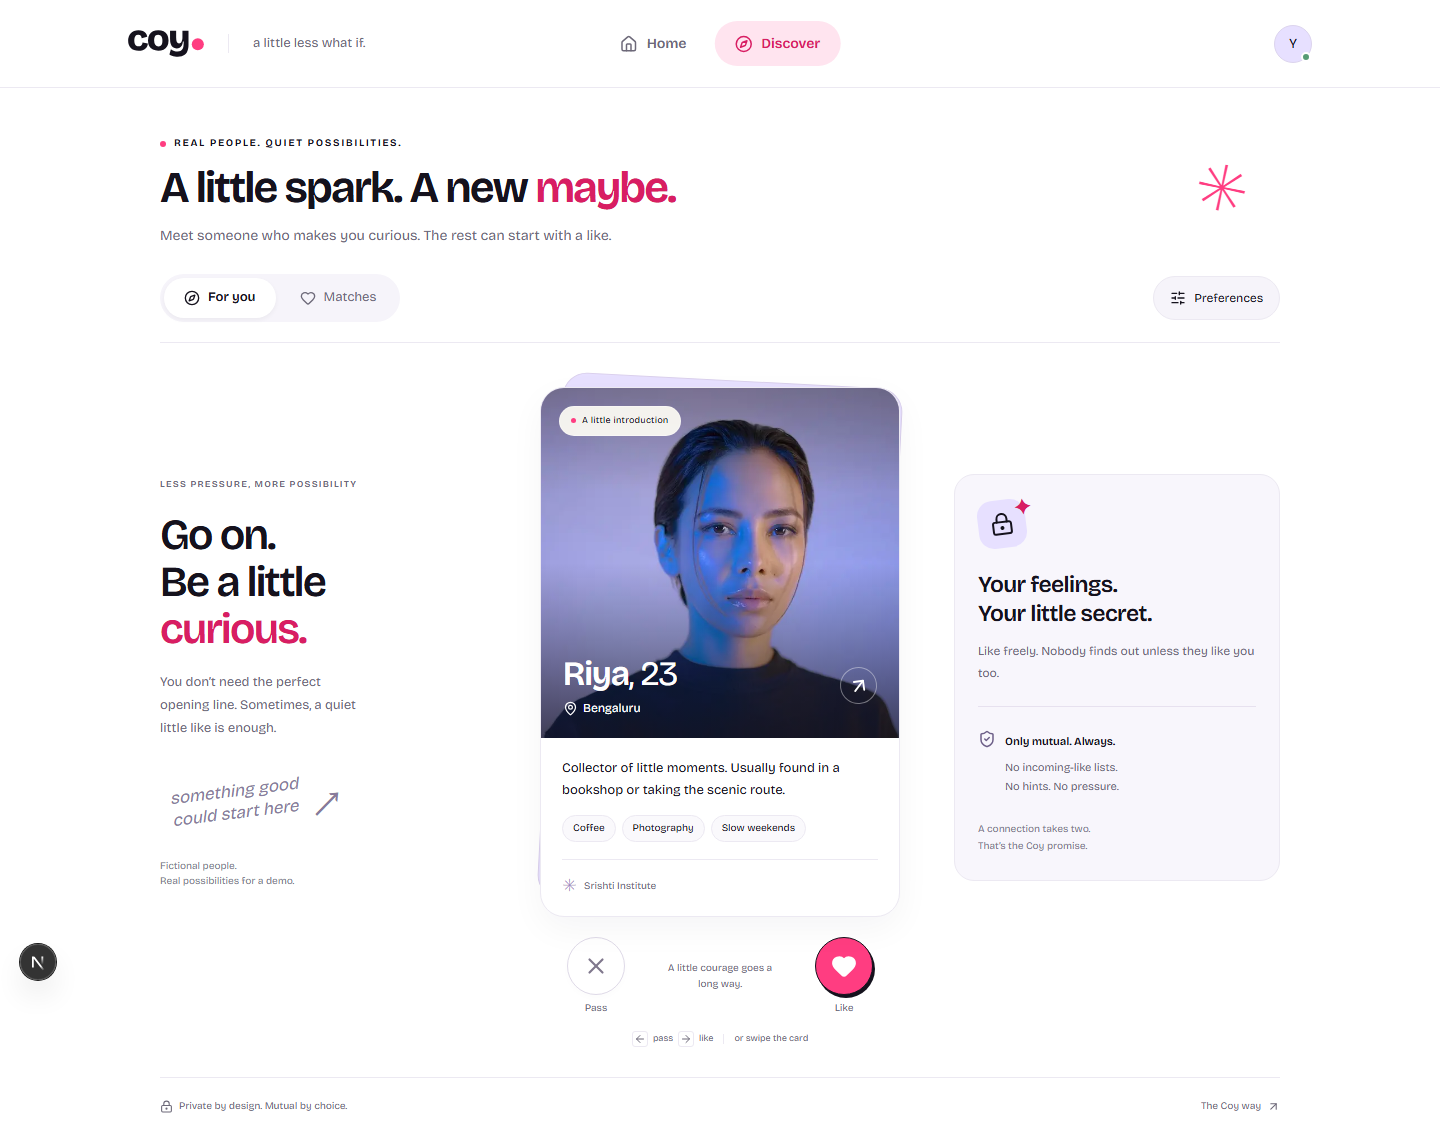 coy
a little less what if.
Home
Discover
Y
REAL PEOPLE. QUIET POSSIBILITIES.
A little spark. A new maybe.
Meet someone who makes you curious. The rest can start with a like.
For you
Matches
Preferences
LESS PRESSURE, MORE POSSIBILITY
Go on.
Be a little
curious.
You don't need the perfect
opening line. Sometimes, a quiet
little like is enough.
something good
could start here
Fictional people.
Real possibilities for a demo.
A little introduction
Riya, 23
Bengaluru
Collector of little moments. Usually found in a
bookshop or taking the scenic route.
Coffee
Photography
Slow weekends
Srishti Institute
Pass
A little courage goes a
long way.
Like
pass
like
or swipe the card
Your feelings.
Your little secret.
Like freely. Nobody finds out unless they like you
too.
Only mutual. Always.
No incoming-like lists.
No hints. No pressure.
A connection takes two.
That's the Coy promise.
N
Private by design. Mutual by choice.
The Coy way